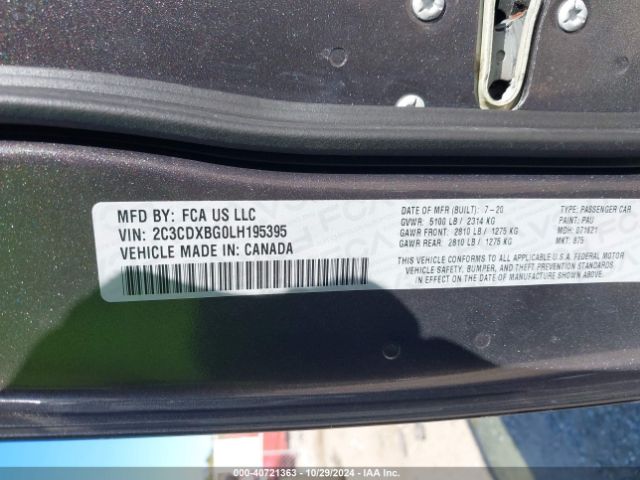 MFD BY: FCA US LLC
VIN: 2C3CDXBG0LH195395
VEHICLE MADE IN: CANADA
DATE OF MFR (BUILT): 7-20
GVWR: 5100 LB / 2314 KG
GAWR FRONT: 2810 LB / 1275 KG
GAWR REAR: 2810 LB / 1275 KG
TYPE: PASSENGER CAR
PAINT: PAU
MDH: 071621
MKT: 875
THIS VEHICLE CONFORMS TO ALL APPLICABLE U.S.A. FEDERAL MOTOR
VEHICLE SAFETY, BUMPER, AND THEFT PREVENTION STANDARDS
IN EFFECT ON THE DATE OF MANUFACTURE SHOWN ABOVE.
000-40721363 - 10/29/2024 - IAA Inc.